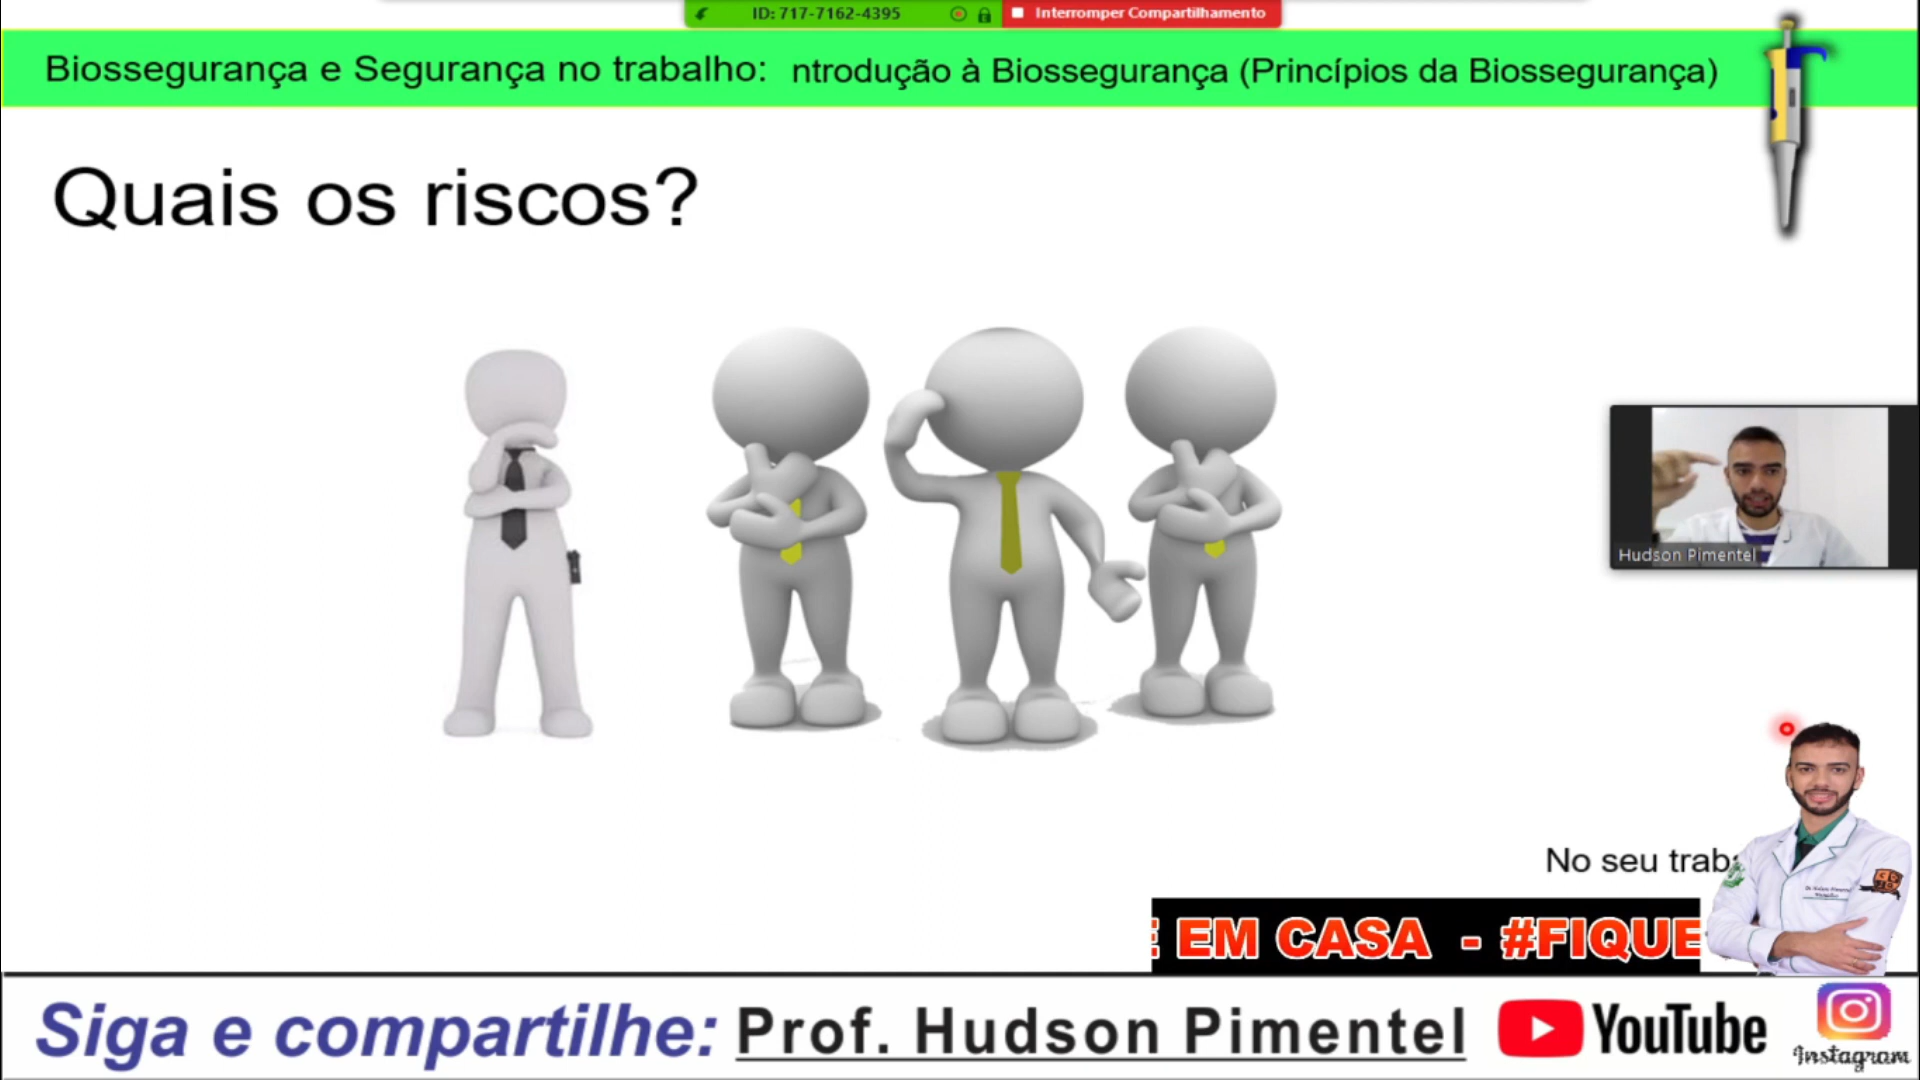 ID: 717-7162-4395
Interromper Compartilhamento
Biossegurança e Segurança no trabalho: ntrodução à Biossegurança (Princípios da Biossegurança)
Quais os riscos?
Hudson Pimentel
No seu trab
EM CASA - #FIQUE
Siga e compartilhe: Prof. Hudson Pimentel YouTube
Instagram